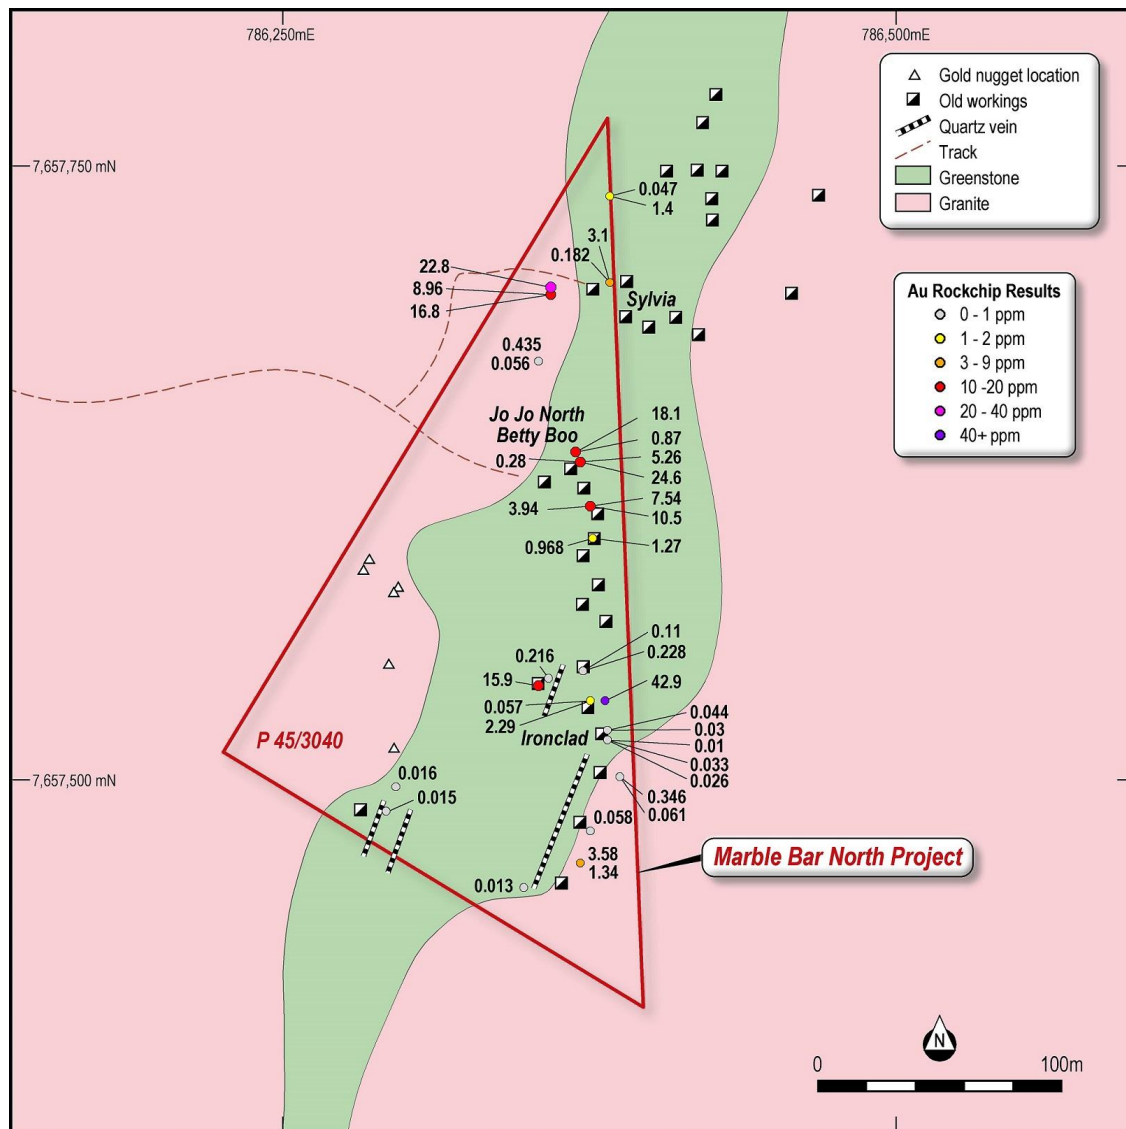 786,250mE
786,500mE
Gold nugget location
Old workings
Quartz vein
Track
Greenstone
Granite
7,657,750 mN
0.047
1.4
3.1
0.182
22.8
8.96
16.8
Sylvia
Au Rockchip Results
0 - 1 ppm
1 - 2 ppm
3 - 9 ppm
10 -20 ppm
20 - 40 ppm
40+ ppm
0.435
0.056
Jo Jo North
Betty Boo
18.1
0.87
0.28
5.26
24.6
7.54
3.94
10.5
0.968
1.27
0.11
0.228
0.216
15.9
42.9
0.057
2.29
Ironclad
0.044
0.03
0.01
0.033
0.026
P 45/3040
7,657,500 mN
0.016
0.015
0.346
0.061
0.058
3.58
1.34
0.013
Marble Bar North Project
N
0
100m